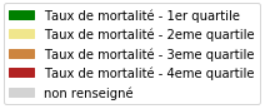 Taux de mortalité - 1er quartile
Taux de mortalité - 2eme quartile
Taux de mortalité - 3eme quartile
Taux de mortalité - 4eme quartile
non renseigné